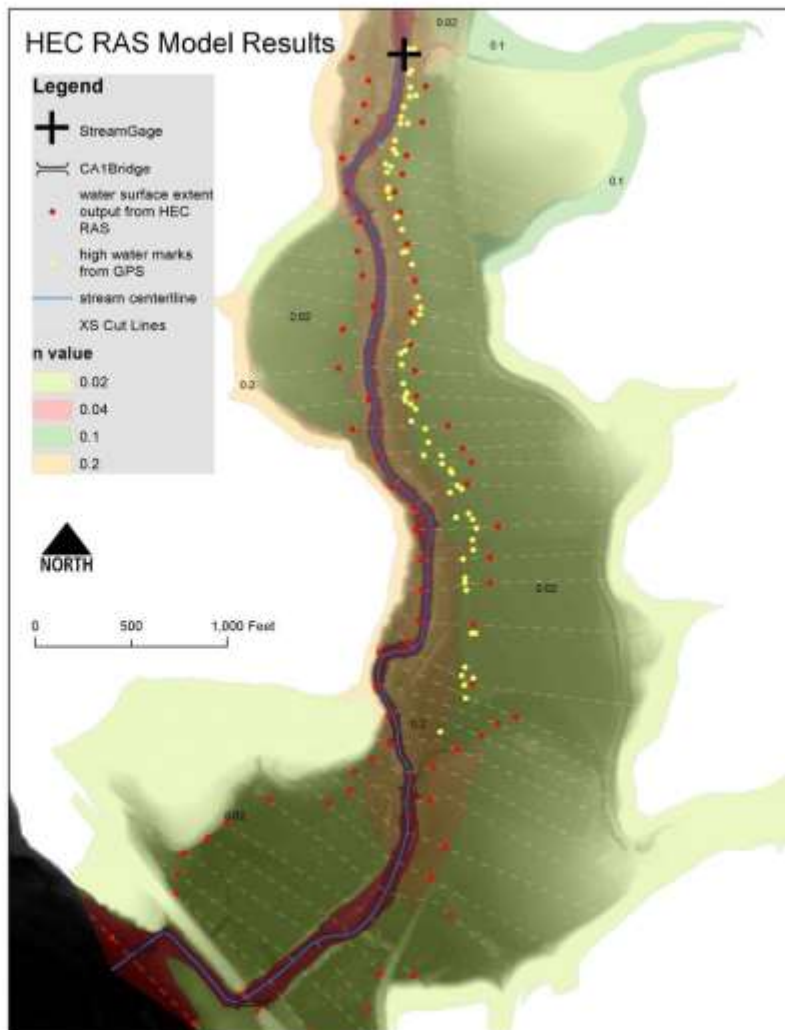 HEC RAS Model Results
Legend
StreamGage
CA1Bridge
water surface extent
output from HEC
RAS
high water marks
from GPS
stream centertline
XS Cut Lines
n value
0.02
0.04
0.1
0.2
NORTH
0 500 1,000 Feet
0.02
0.1
0.1
0.02
0.2
0.02
0.2
0.02